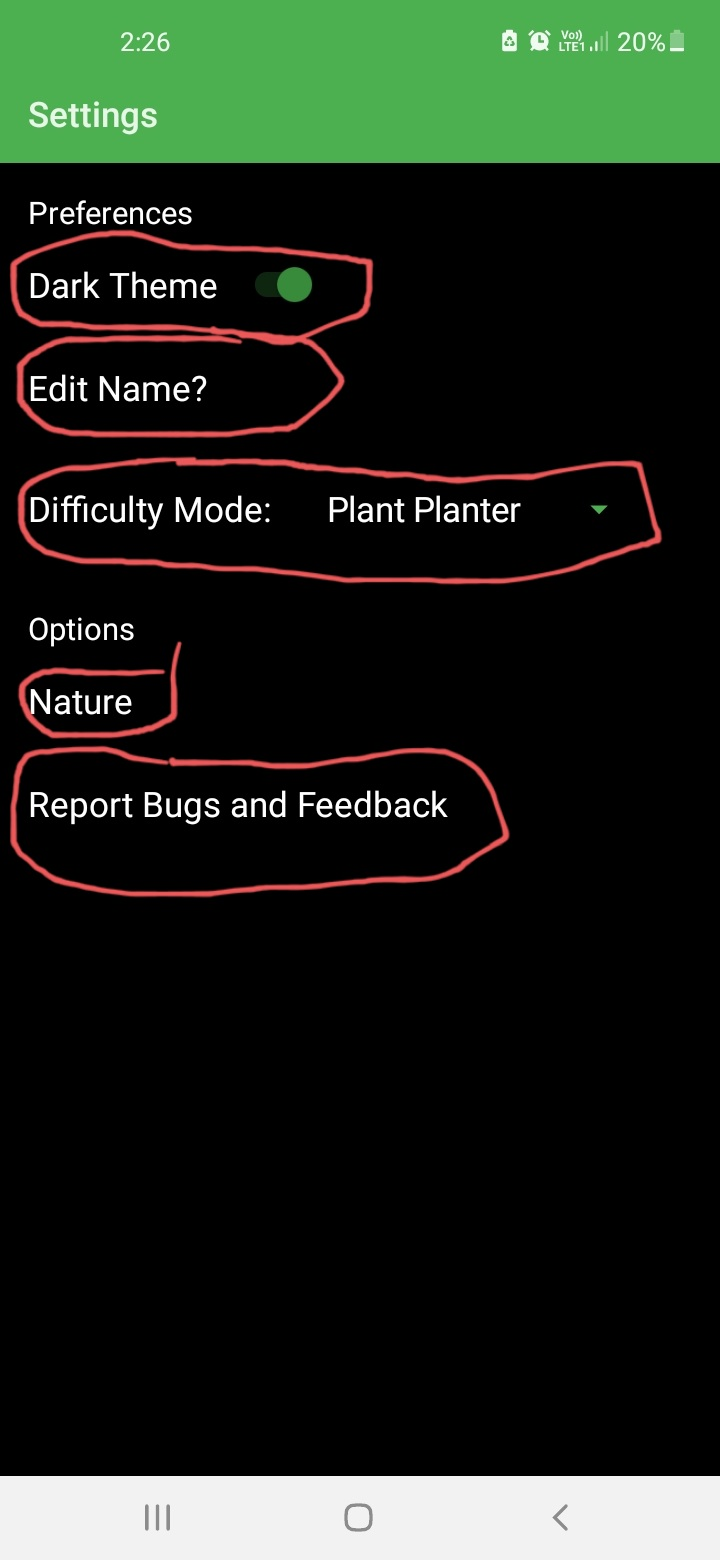 2:26 Vo)) LTE1 20%
Settings
Preferences
Dark Theme
Edit Name?
Difficulty Mode: Plant Planter
Options
Nature
Report Bugs and Feedback